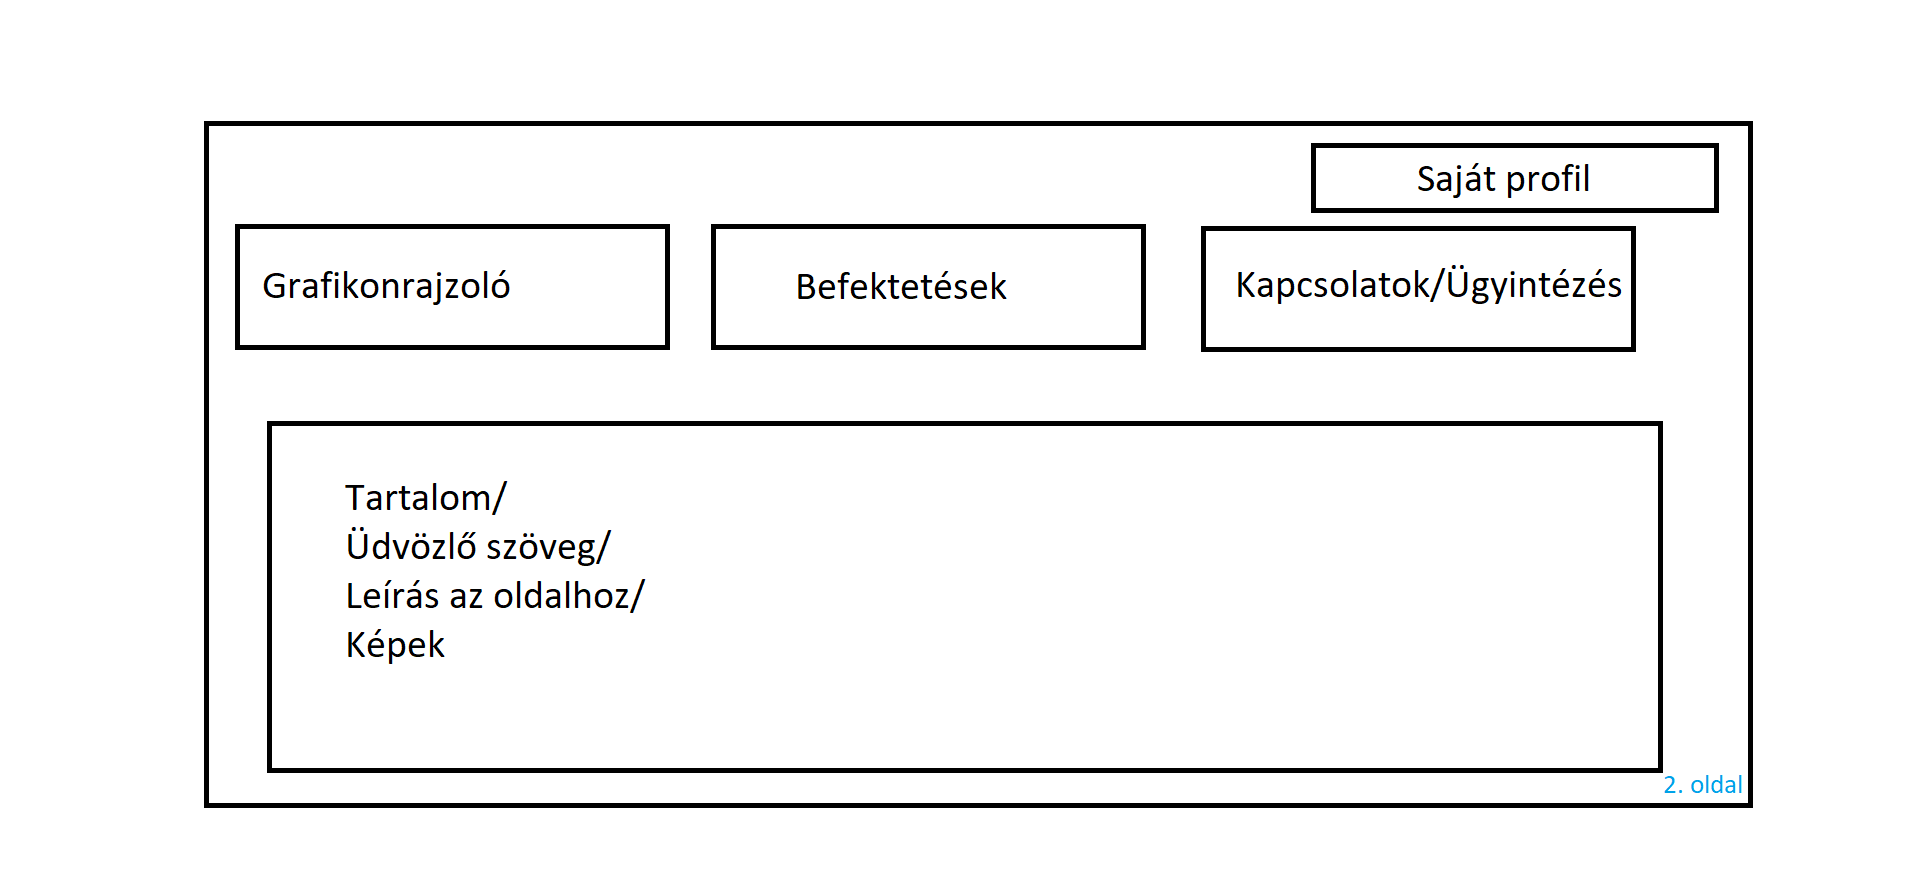 Saját profil
Grafikonrajzoló
Befektetések
Kapcsolatok/Ügyintézés
Tartalom/
Üdvözlő szöveg/
Leírás az oldalhoz/
Képek
2. oldal